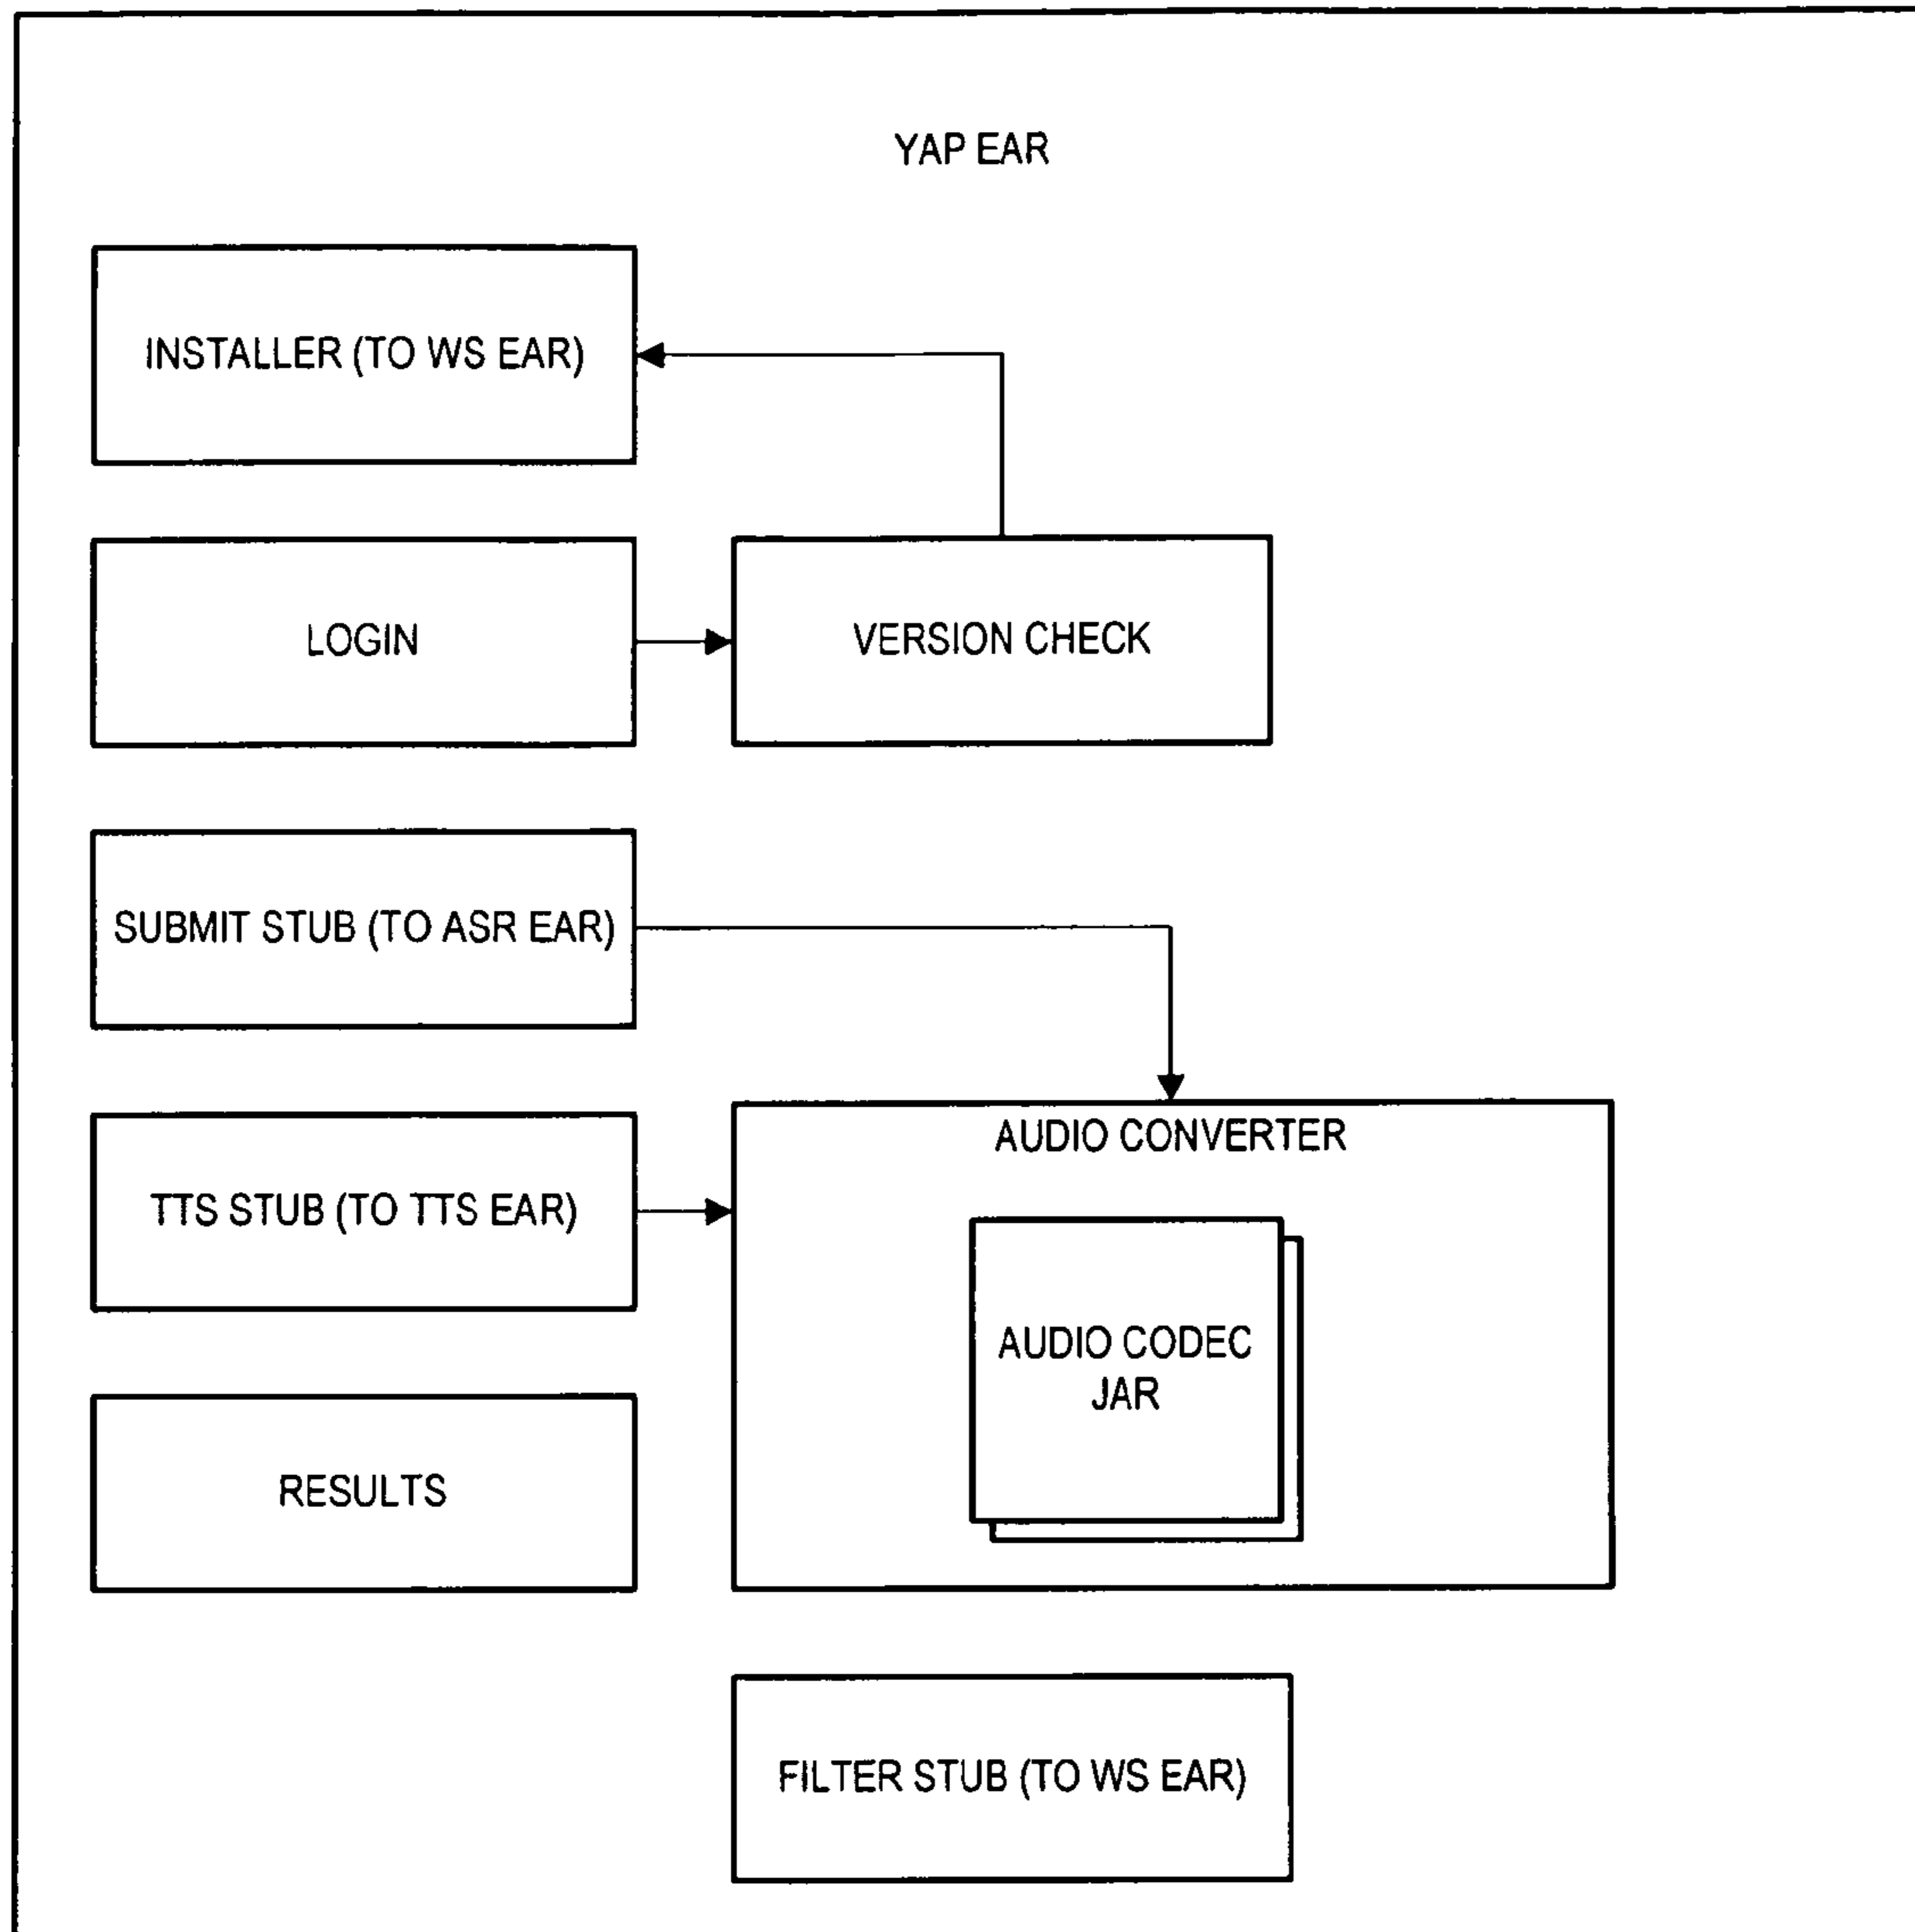 YAP EAR
INSTALLER (TO WS EAR)
LOGIN
VERSION CHECK
SUBMIT STUB (TO ASR EAR)
AUDIO CONVERTER
TTS STUB (TO TTS EAR)
AUDIO CODEC
JAR
RESULTS
FILTER STUB (TO WS EAR)